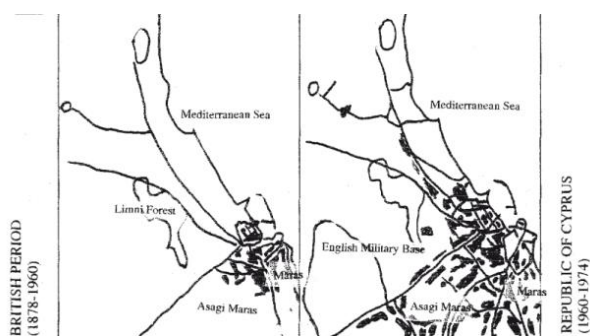 BRITISH PERIOD
(1878-1960)
Mediterranean Sea
Limni Forest
Maras
Asagi Maras
Mediterranean Sea
English Military Base
Maras
Asagi Maras
REPUBLIC OF CYPRUS
(1960-1974)